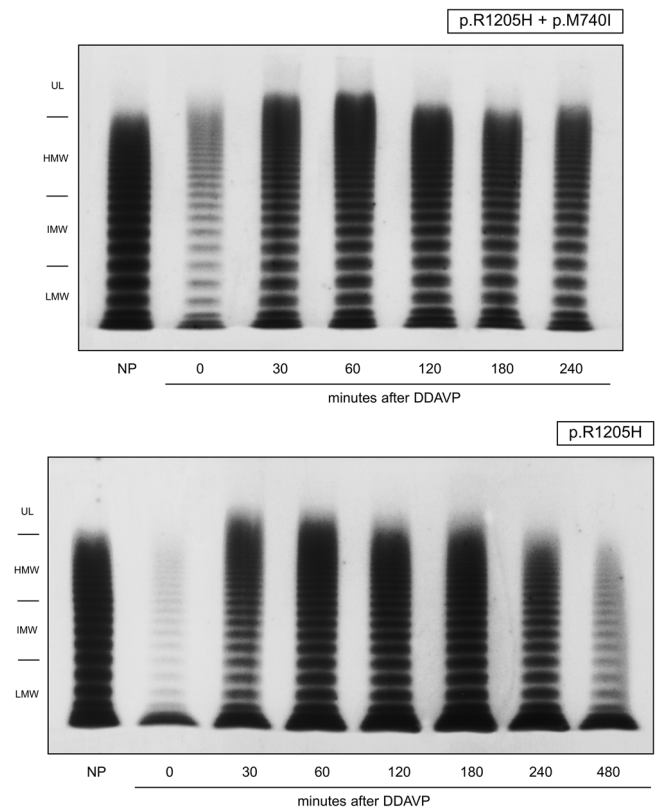 p.R1205H + p.M740I
UL
HMW
IMW
LMW
NP 0 30 60 120 180 240
minutes after DDAVP
p.R1205H
UL
HMW
IMW
LMW
NP 0 30 60 120 180 240 480
minutes after DDAVP